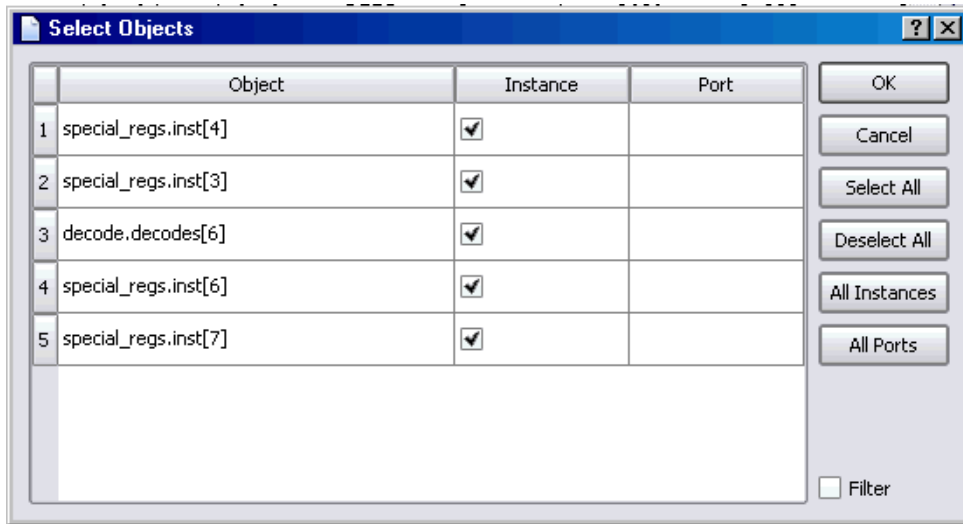 Select Objects
Object Instance Port
1 special_regs.inst[4]
2 special_regs.inst[3]
3 decode.decodes[6]
4 special_regs.inst[6]
5 special_regs.inst[7]
OK
Cancel
Select All
Deselect All
All Instances
All Ports
Filter